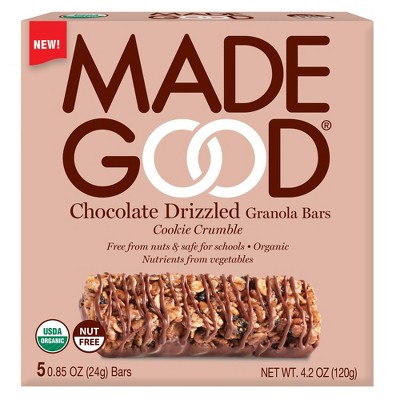 NEW!
MADE
GOOD®
Chocolate Drizzled Granola Bars
Cookie Crumble
Free from nuts & safe for schools • Organic
Nutrients from vegetables
USDA
ORGANIC
NUT
FREE
5 0.85 OZ (24g) Bars
NET WT. 4.2 OZ (120g)